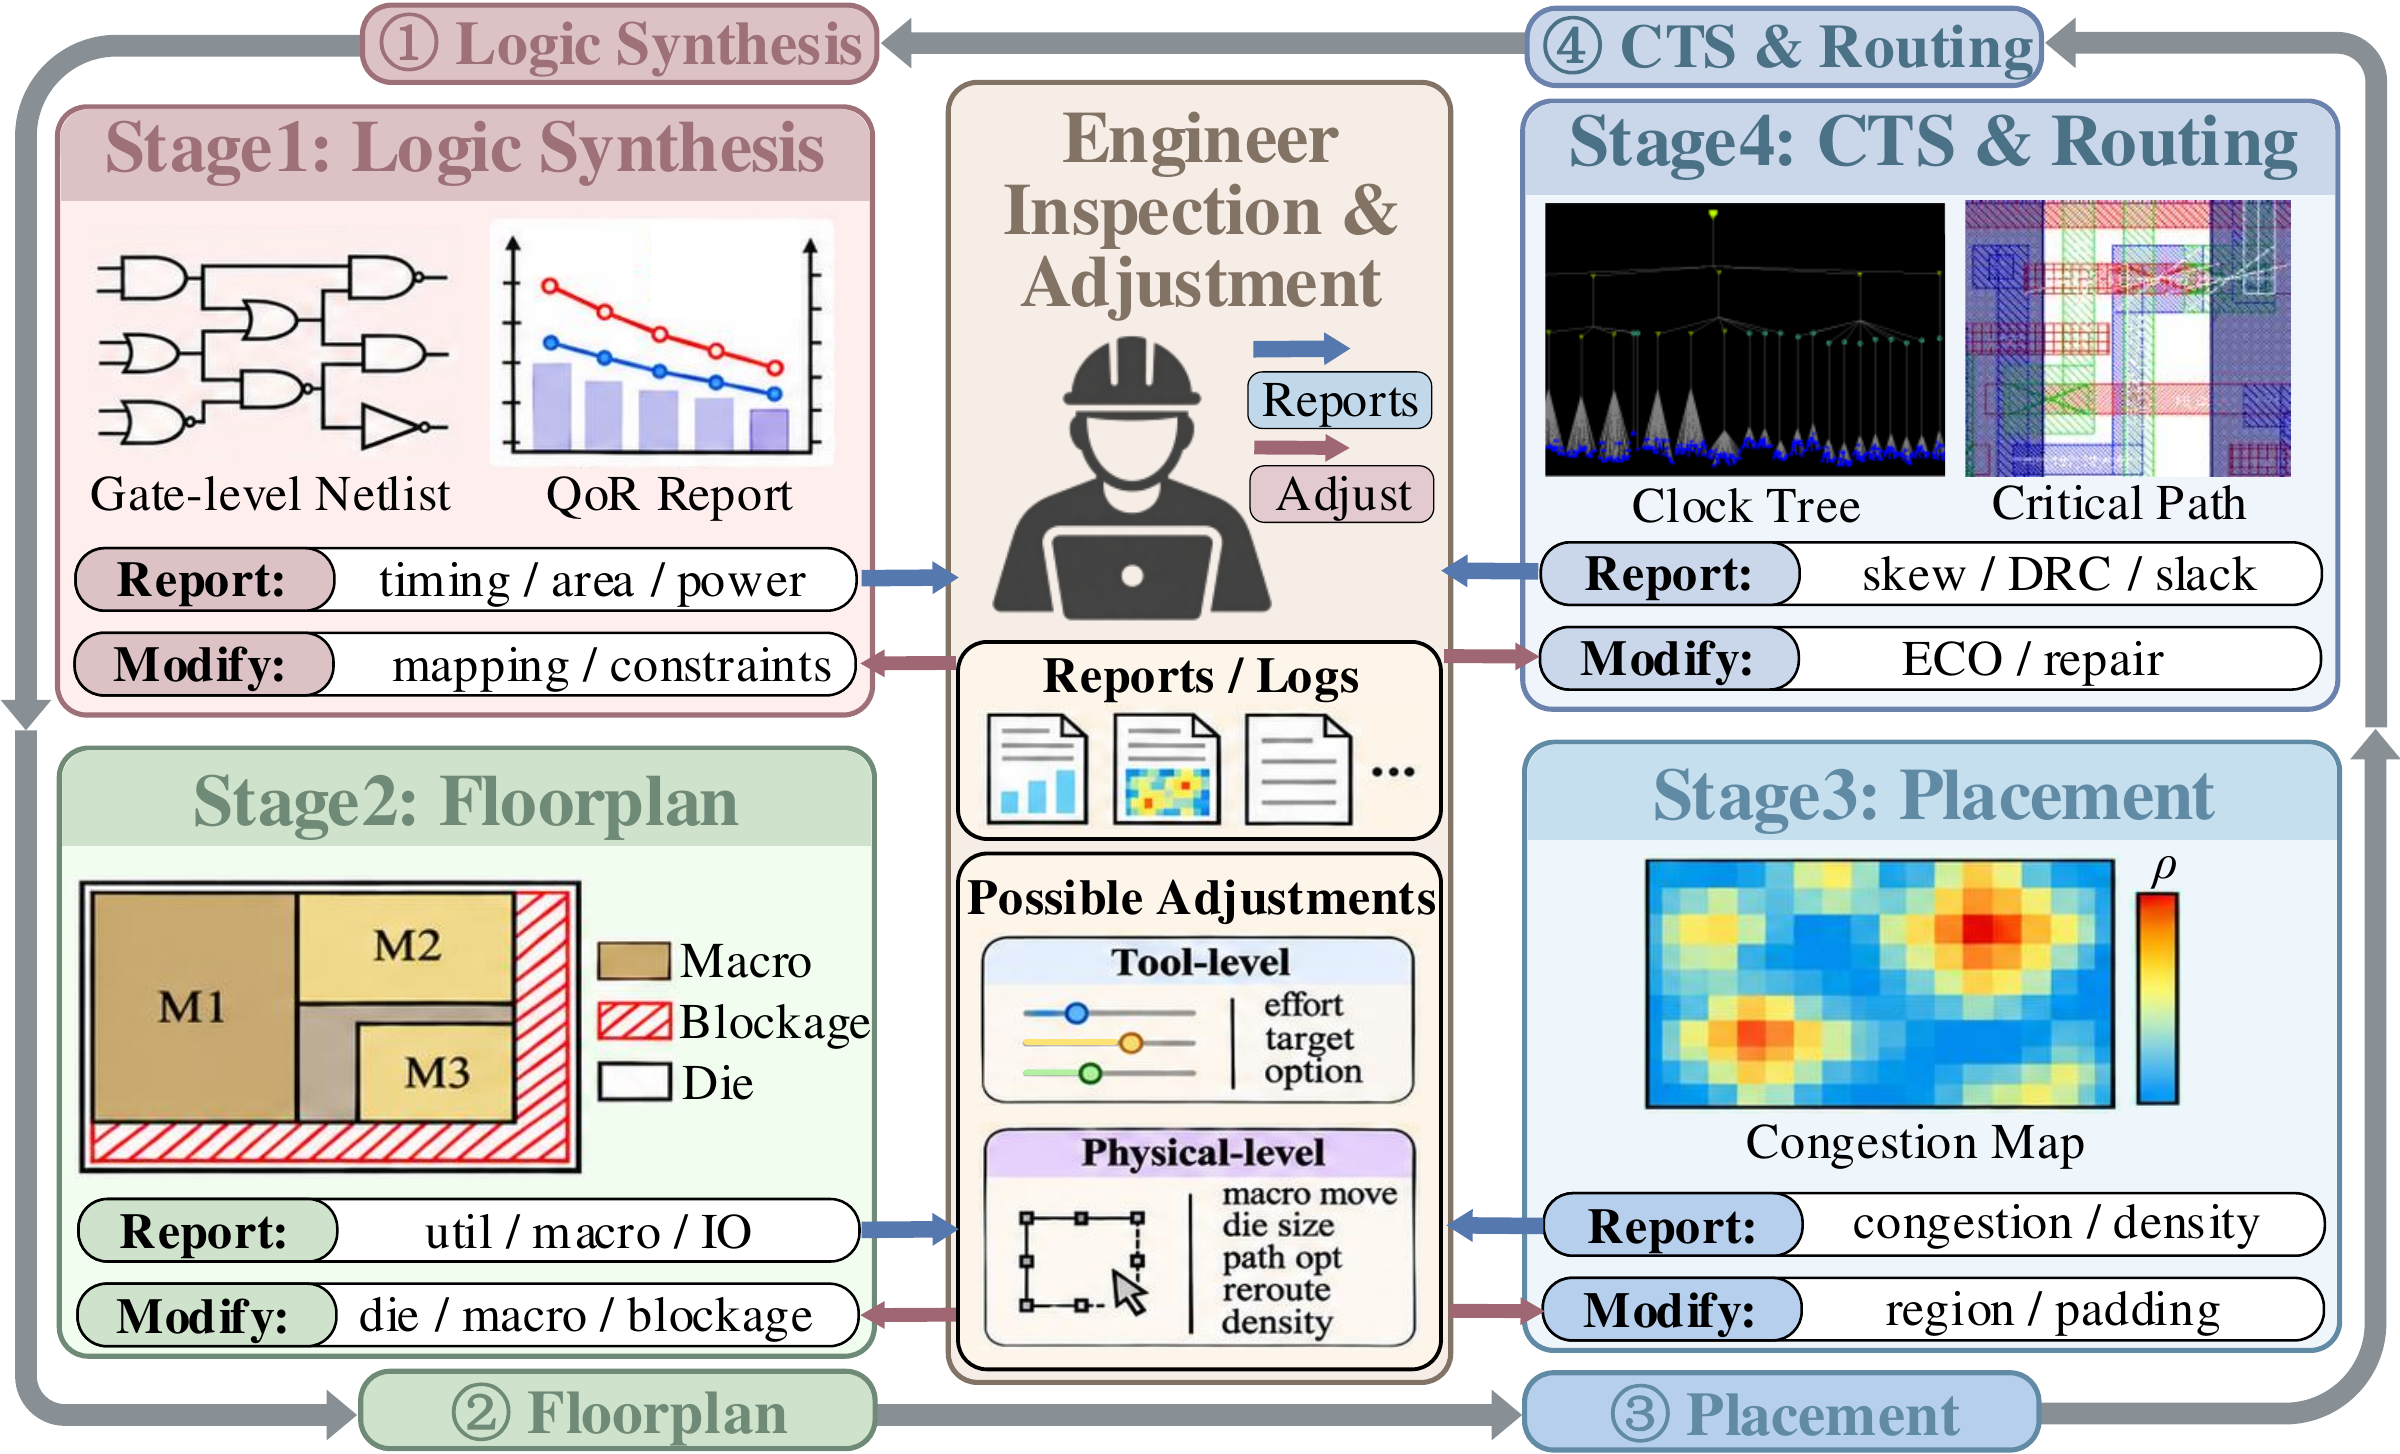 ① Logic Synthesis
④ CTS & Routing
Stage1: Logic Synthesis
Gate-level Netlist
QoR Report
Report: timing / area / power
Modify: mapping / constraints
Engineer
Inspection &
Adjustment
Reports
Adjust
Reports / Logs
...
Possible Adjustments
Tool-level
effort
target
option
Physical-level
macro move
die size
path opt
reroute
density
Stage4: CTS & Routing
Clock Tree
Critical Path
Report: skew / DRC / slack
Modify: ECO / repair
Stage2: Floorplan
M1
M2
M3
Macro
Blockage
Die
Report: util / macro / IO
Modify: die / macro / blockage
Stage3: Placement
ρ
Congestion Map
Report: congestion / density
Modify: region / padding
② Floorplan
③ Placement